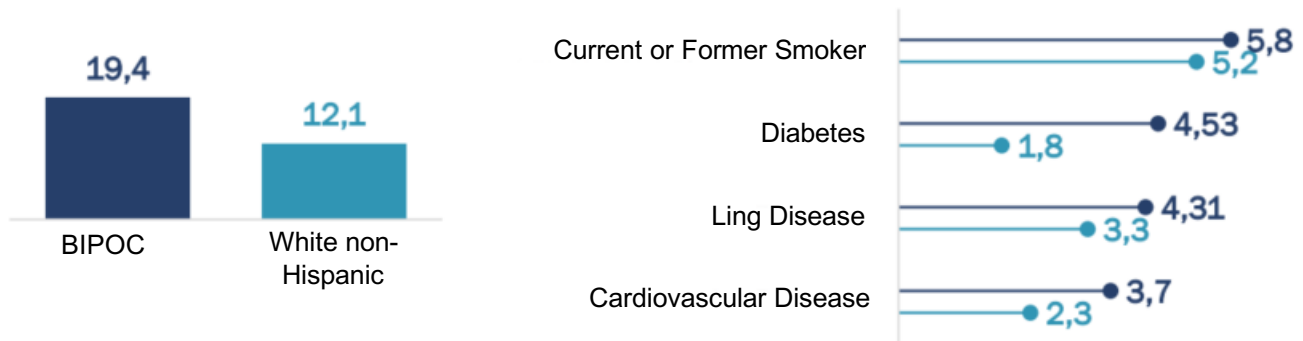 19,4
12,1
BIPOC
White non-
Hispanic
Current or Former Smoker
5,8
5,2
Diabetes
4,53
1,8
Ling Disease
4,31
3,3
Cardiovascular Disease
3,7
2,3